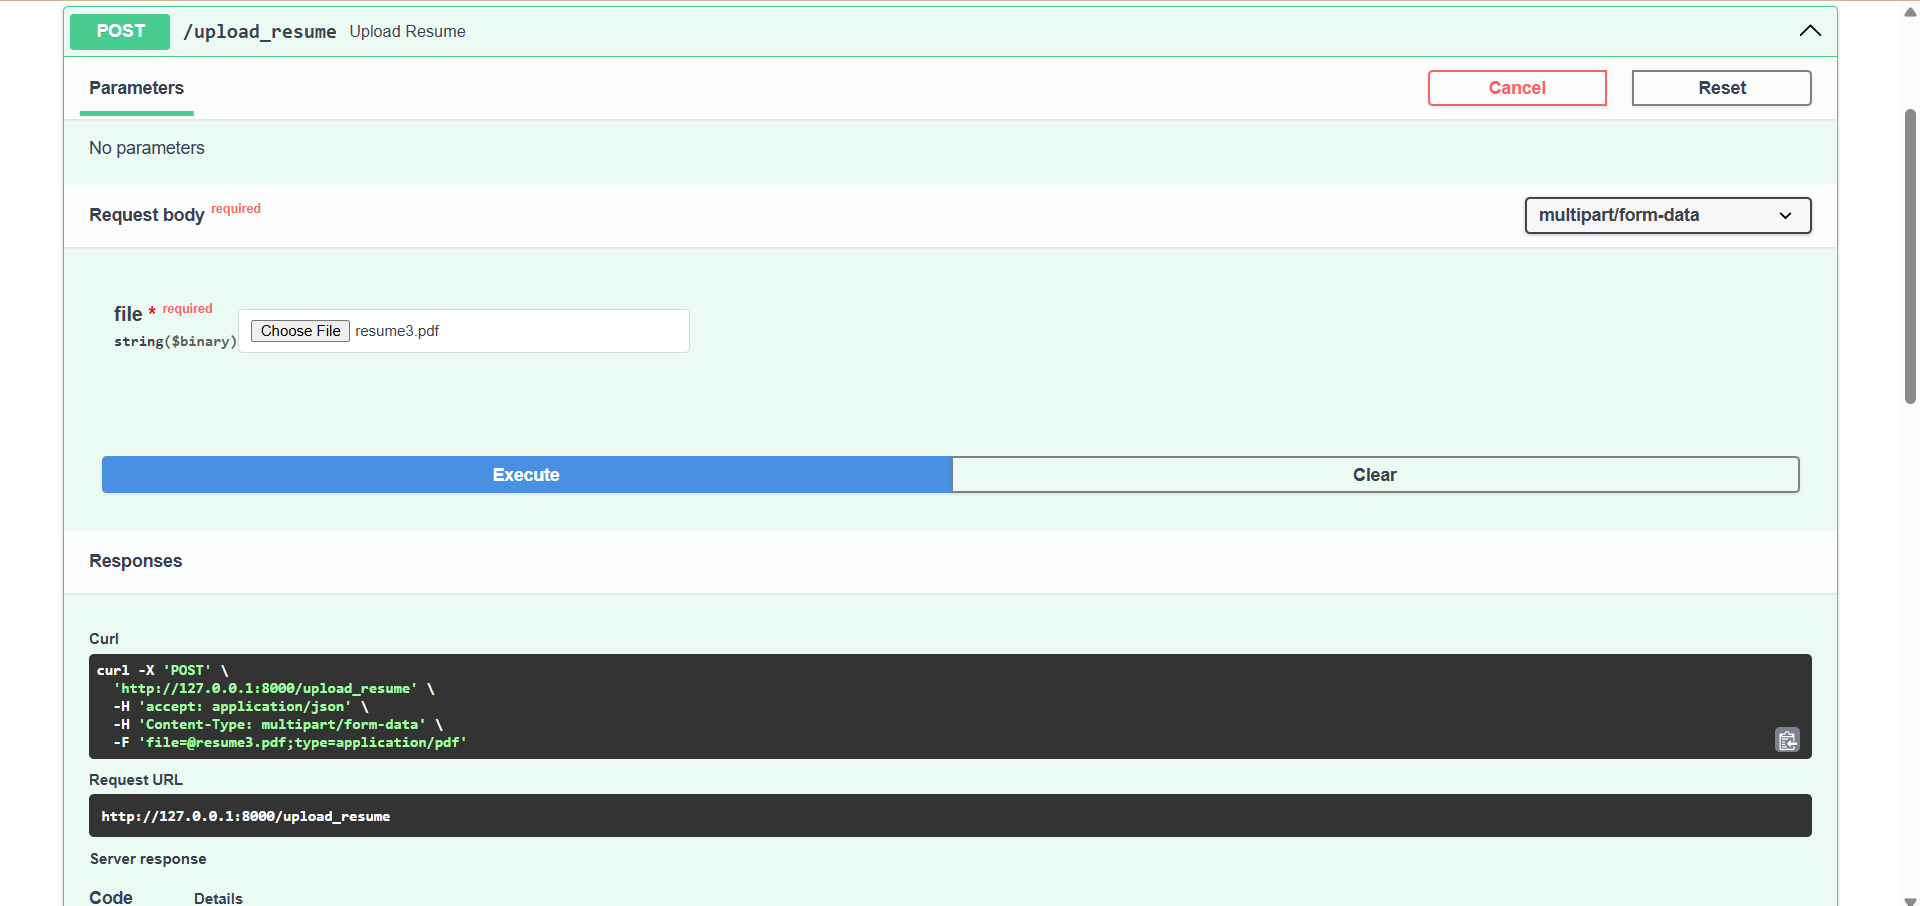 POST /upload_resume Upload Resume
Parameters
Cancel
Reset
No parameters
Request body required
multipart/form-data
file * required
string($binary)
Choose File resume3.pdf
Execute
Clear
Responses
Curl
curl -X 'POST' \
  'http://127.0.0.1:8000/upload_resume' \
  -H 'accept: application/json' \
  -H 'Content-Type: multipart/form-data' \
  -F 'file=@resume3.pdf;type=application/pdf'
Request URL
http://127.0.0.1:8000/upload_resume
Server response
Code Details